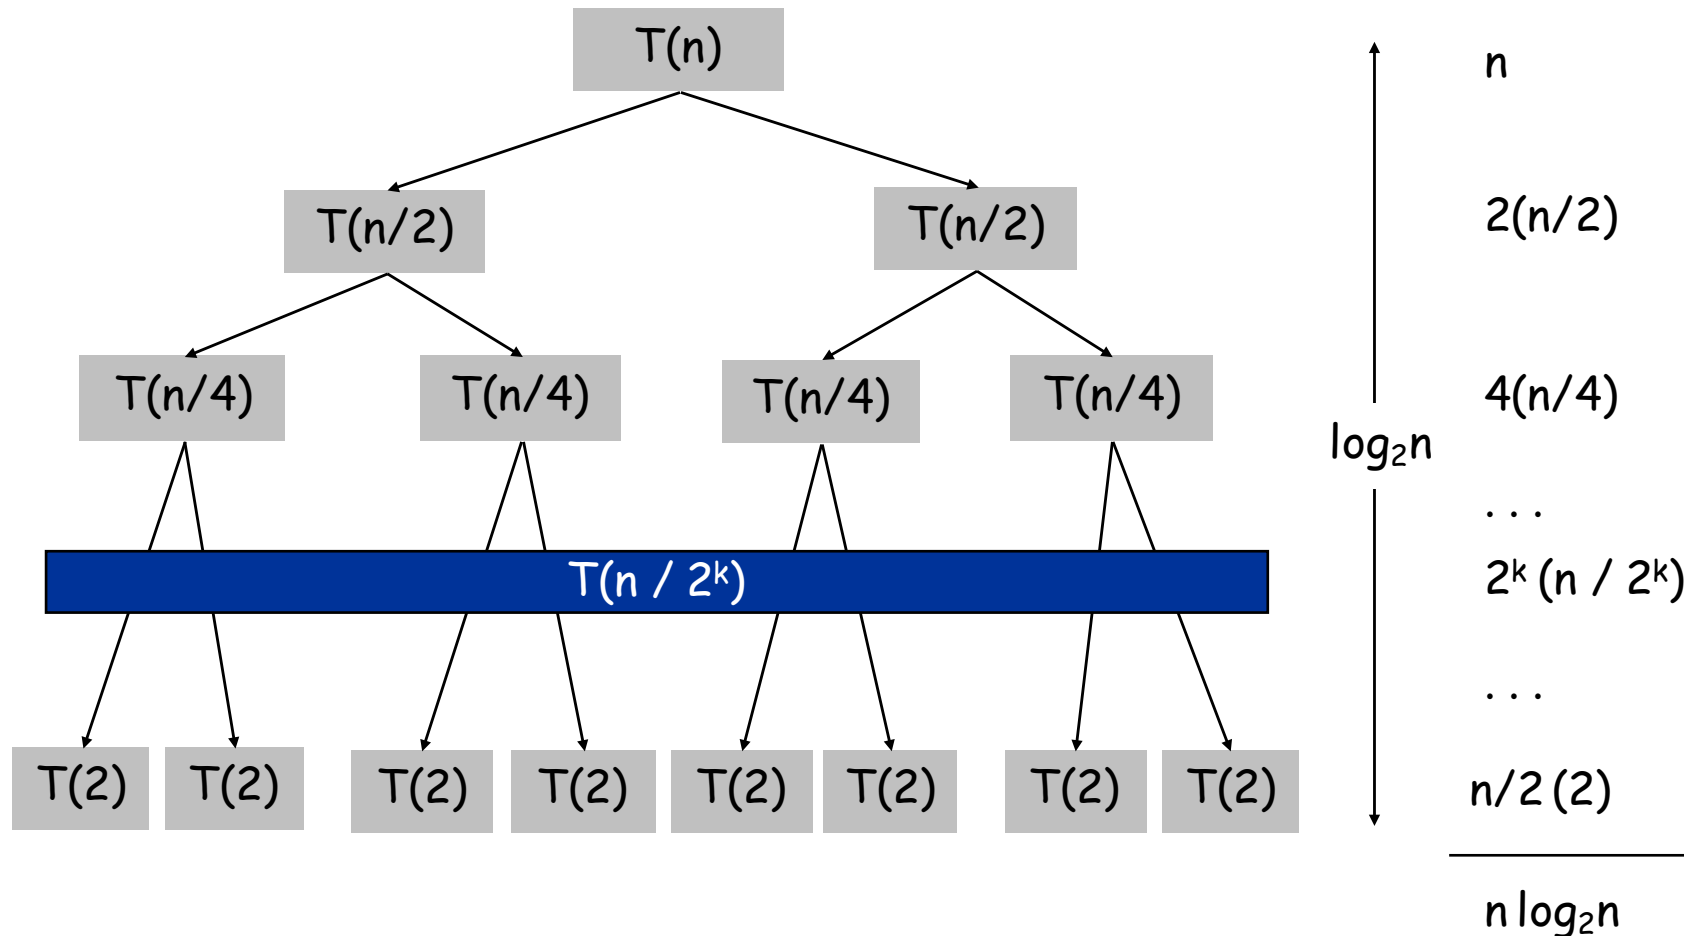 T(n)
n
T(n/2) T(n/2)
2(n/2)
T(n/4) T(n/4) T(n/4) T(n/4)
4(n/4)
log₂n
. . .
T(n / 2ᵏ)
2ᵏ (n / 2ᵏ)
. . .
T(2) T(2) T(2) T(2) T(2) T(2) T(2) T(2)
n/2 (2)
n log₂n